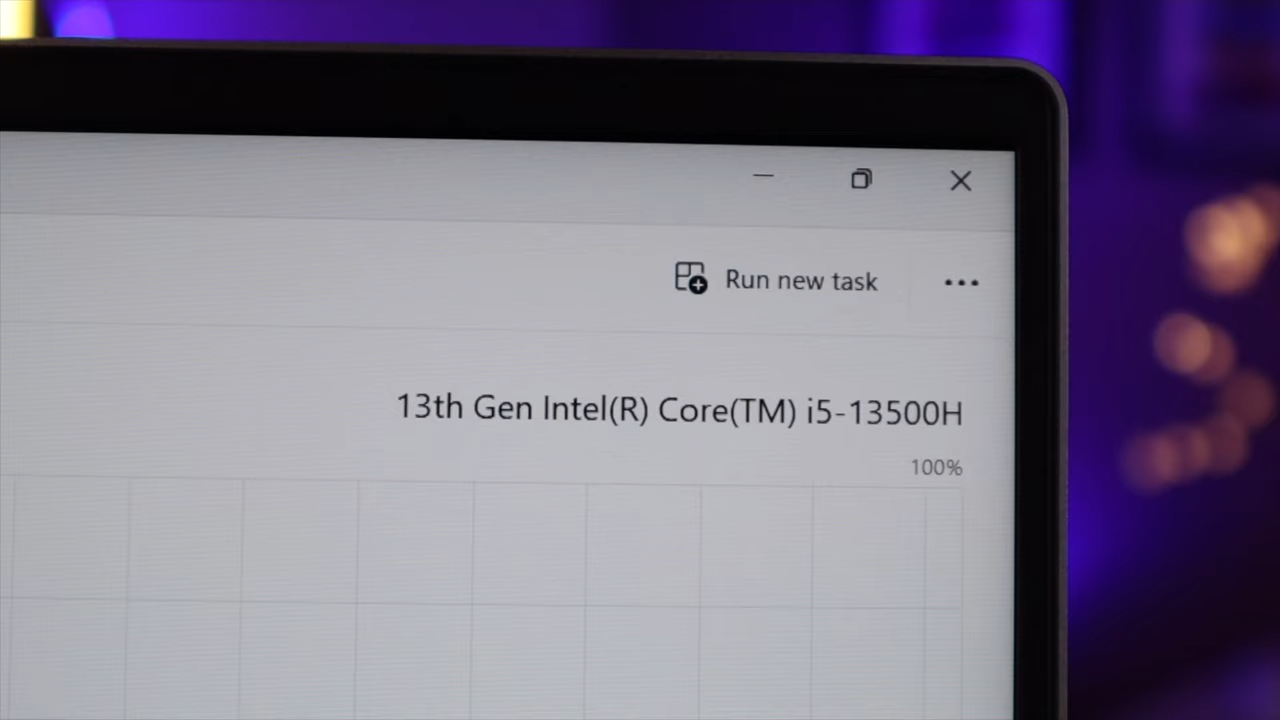 Run new task
13th Gen Intel(R) Core(TM) i5-13500H
100%